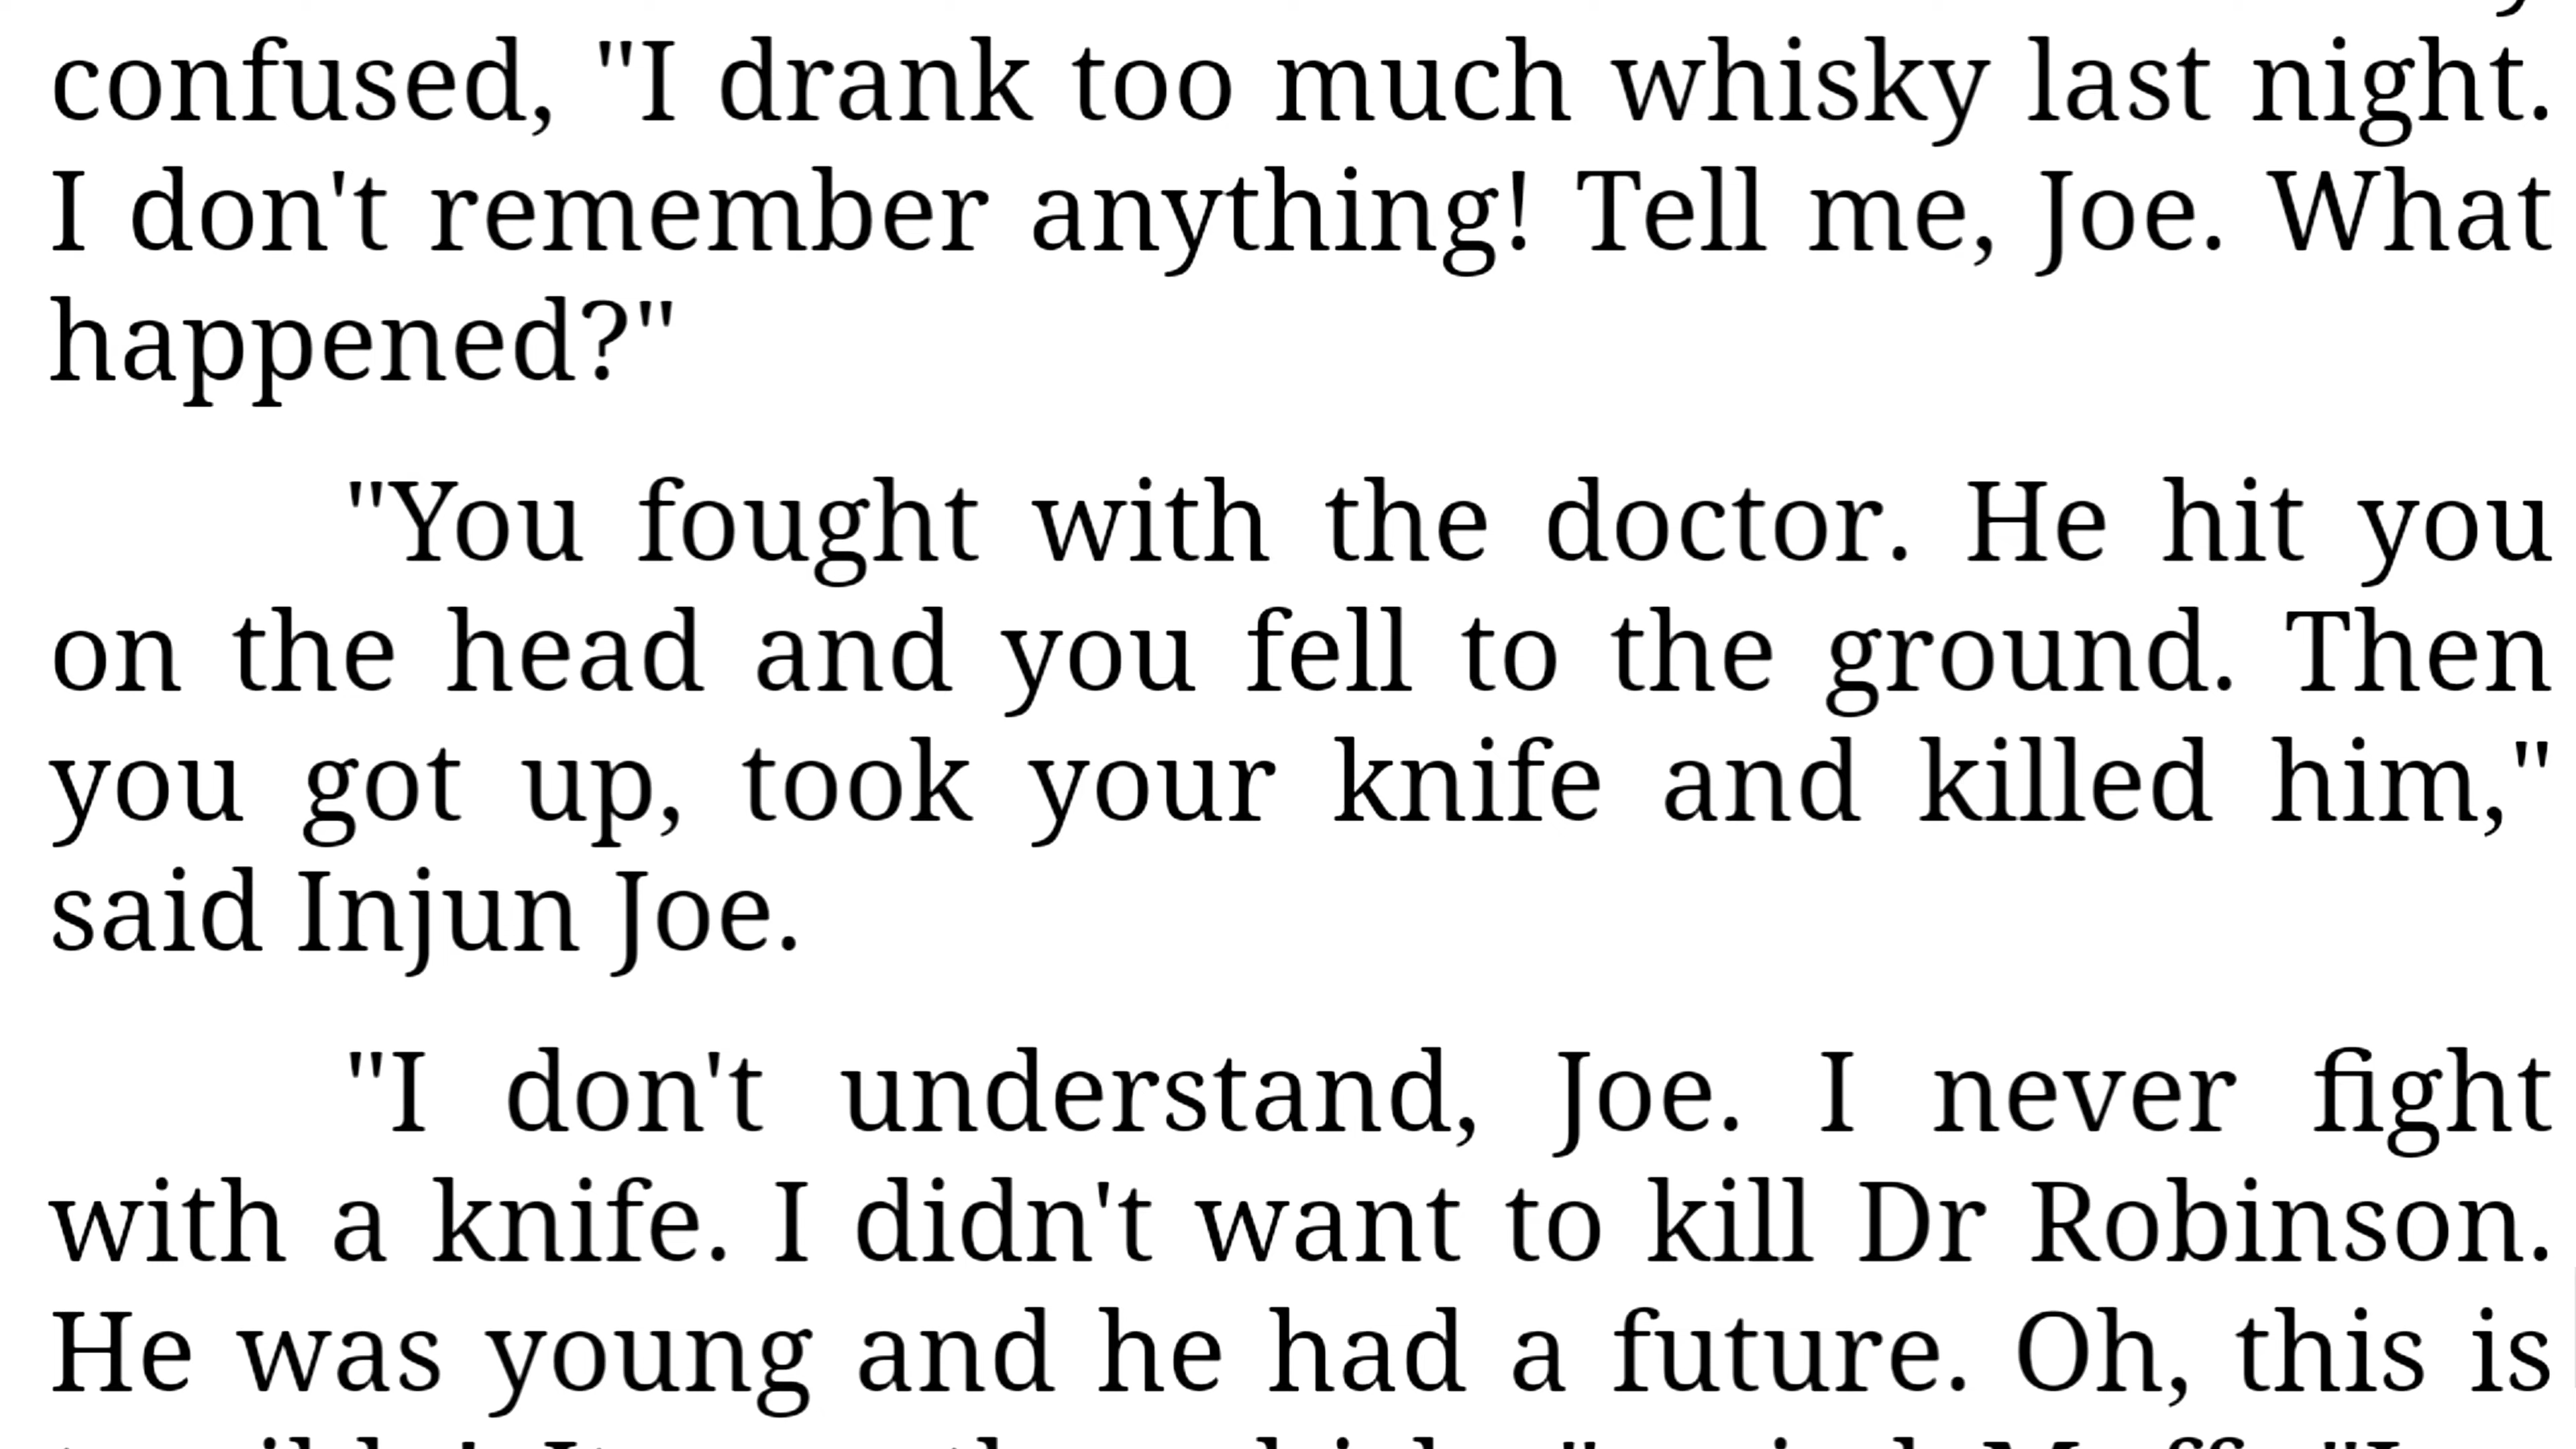 confused, "I drank too much whisky last night.
I don't remember anything! Tell me, Joe. What
happened?"
"You fought with the doctor. He hit you
on the head and you fell to the ground. Then
you got up, took your knife and killed him,"
said Injun Joe.
"I don't understand, Joe. I never fight
with a knife. I didn't want to kill Dr Robinson.
He was young and he had a future. Oh, this is